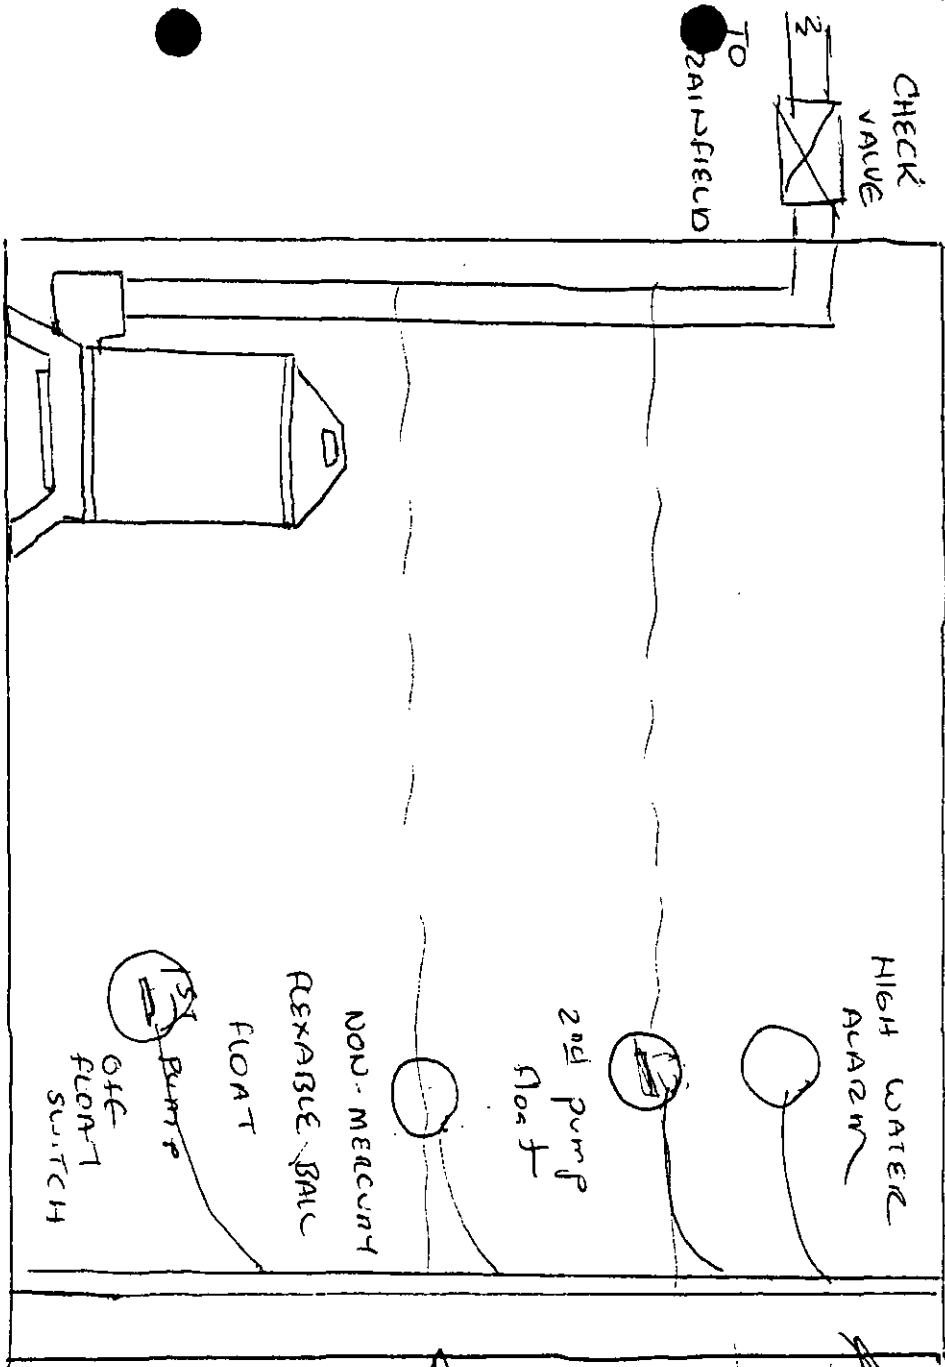 CHECK
VALVE
TO
RAINFIELD
HIGH WATER
ALARM
2nd pump
float
NON-MERCURY
FLEXABLE BALL
FLOAT
1ST
PUMP
OFF
FLOAT
SWITCH